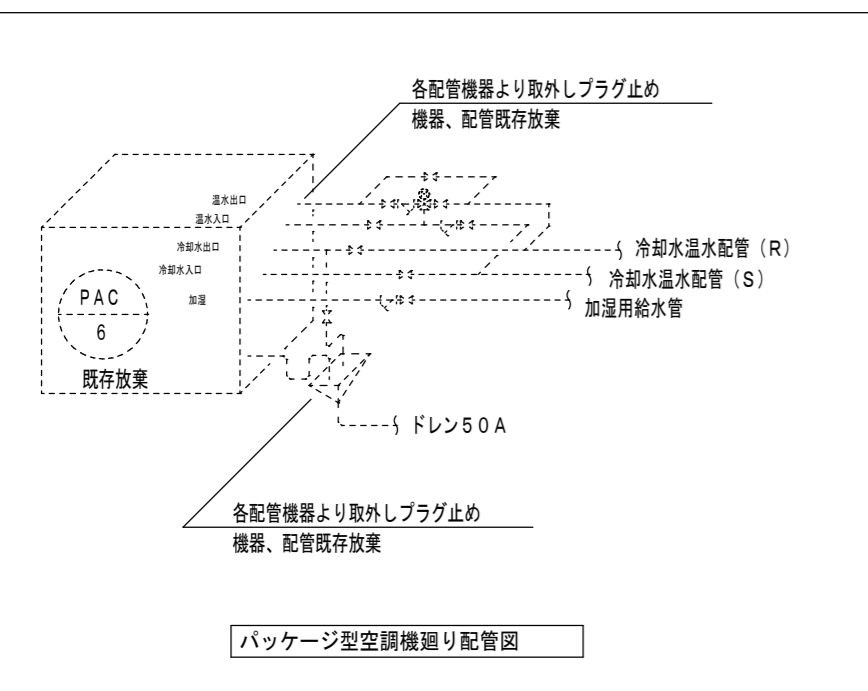 各配管機器より取外しプラグ止め
機器、配管既存放棄
温水出口
温水入口
冷却水出口
冷却水入口
加湿
PAC
6
既存放棄
冷却水温水配管（R）
冷却水温水配管（S）
加湿用給水管
ドレン50A
各配管機器より取外しプラグ止め
機器、配管既存放棄
パッケージ型空調機廻り配管図